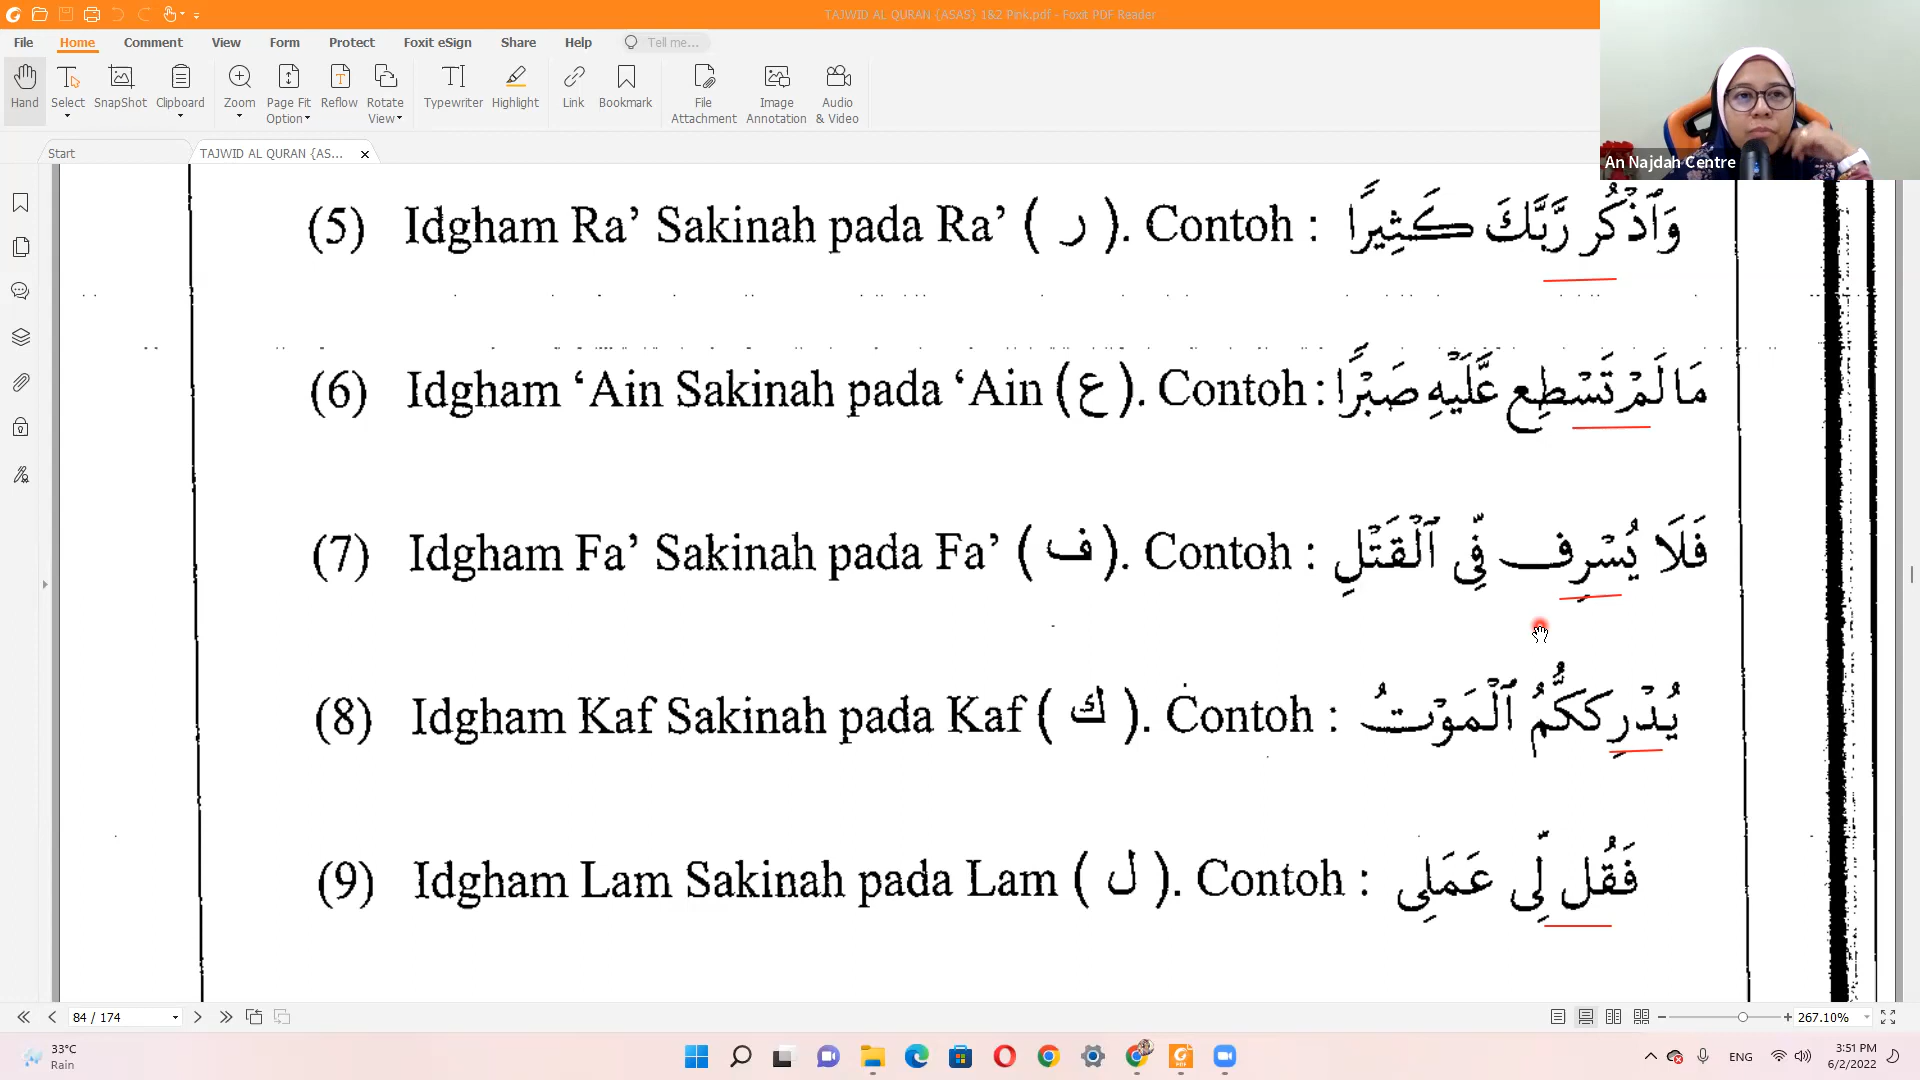 TAJWID AL QURAN {ASAS} 1&2 Pink.pdf - Foxit PDF Reader
File Home Comment View Form Protect Foxit eSign Share Help Tell me...
Hand Select SnapShot Clipboard Zoom Page Fit Option Reflow Rotate View Typewriter Highlight Link Bookmark File Attachment Image Annotation Audio & Video
Start TAJWID AL QURAN {AS...
An Najdah Centre
(5) Idgham Ra’ Sakinah pada Ra’ ( ر ). Contoh : وَٱذْكُر رَّبَّكَ كَثِيرًا
(6) Idgham ‘Ain Sakinah pada ‘Ain ( ع ). Contoh : مَا لَمْ تَسْطِع عَّلَيْهِ صَبْرًا
(7) Idgham Fa’ Sakinah pada Fa’ ( ف ). Contoh : فَلَا يُسْرِف فِّى ٱلْقَتْلِ
(8) Idgham Kaf Sakinah pada Kaf ( ك ). Contoh : يُدْرِككُّمُ ٱلْمَوْتُ
(9) Idgham Lam Sakinah pada Lam ( ل ). Contoh : فَقُل لِّى عَمَلِى
84 / 174
267.10%
33°C
Rain
ENG
3:51 PM
6/2/2022